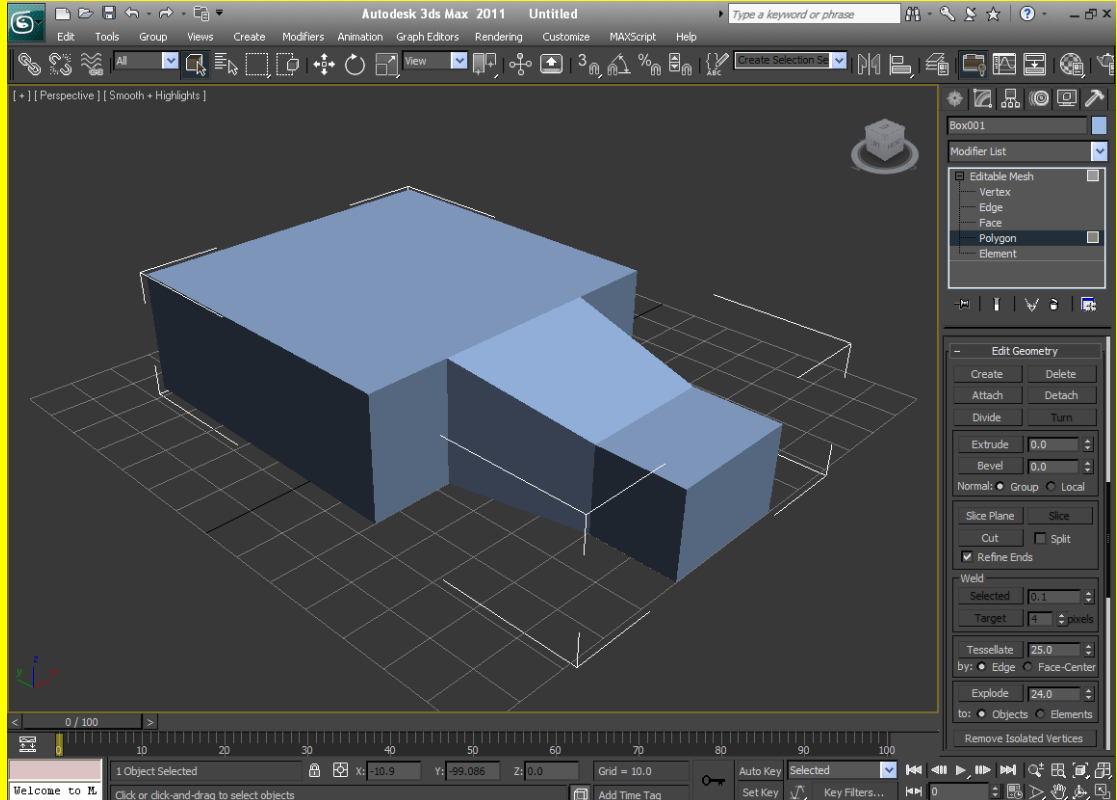 Autodesk 3ds Max 2011 Untitled
Type a keyword or phrase
Edit Tools Group Views Create Modifiers Animation Graph Editors Rendering Customize MAXScript Help
All View 3 % ABC Create Selection Se
[ + ] [ Perspective ] [ Smooth + Highlights ]
Box001
Modifier List
Editable Mesh
Vertex
Edge
Face
Polygon
Element
Edit Geometry
Create Delete
Attach Detach
Divide Turn
Extrude 0.0
Bevel 0.0
Normal: Group Local
Slice Plane Slice
Cut Split
Refine Ends
Weld
Selected 0.1
Target 4 pixels
Tessellate 25.0
by: Edge Face-Center
Explode 24.0
to: Objects Elements
Remove Isolated Vertices
z
y x
< 0 / 100 >
0 10 20 30 40 50 60 70 80 90 100
1 Object Selected X: -10.9 Y: -99.086 Z: 0.0 Grid = 10.0 Auto Key Selected
Welcome to M Click or click-and-drag to select objects Add Time Tag Set Key Key Filters... 0